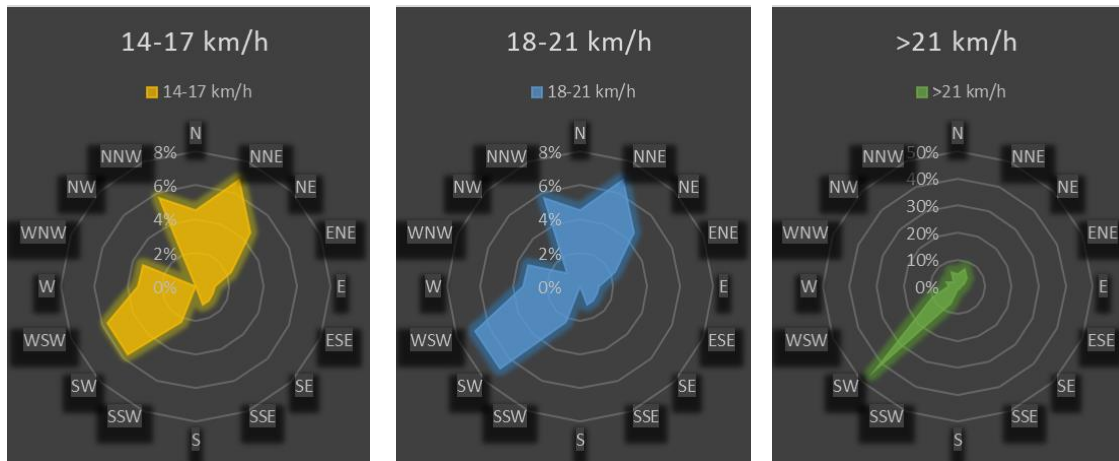 14-17 km/h
14-17 km/h
N
NNE
NE
ENE
E
ESE
SE
SSE
S
SSW
SW
WSW
W
WNW
NW
NNW
8%
6%
4%
2%
0%
18-21 km/h
18-21 km/h
N
NNE
NE
ENE
E
ESE
SE
SSE
S
SSW
SW
WSW
W
WNW
NW
NNW
8%
6%
4%
2%
0%
>21 km/h
>21 km/h
N
NNE
NE
ENE
E
ESE
SE
SSE
S
SSW
SW
WSW
W
WNW
NW
NNW
50%
40%
30%
20%
10%
0%